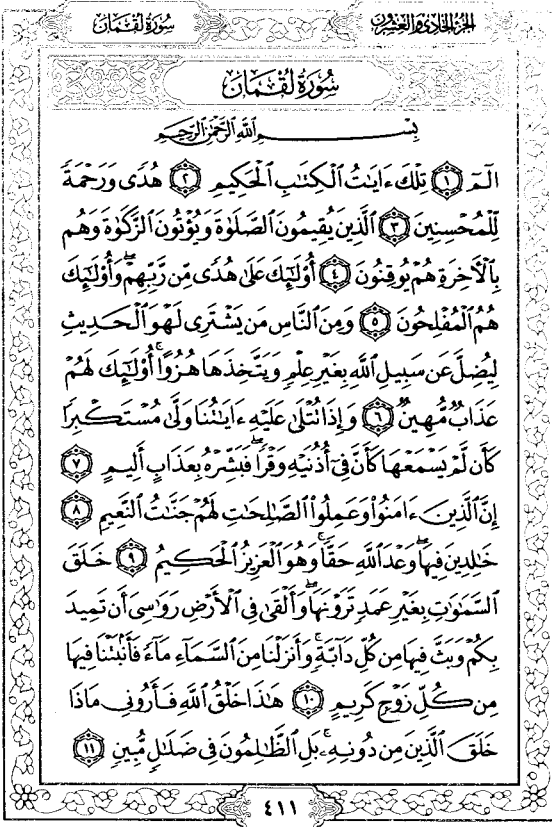 الجزء الحادي والعشرون سورة لقمان
سُورَةُ لُقْمَان
بِسْمِ ٱللَّهِ ٱلرَّحْمَٰنِ ٱلرَّحِيمِ
الٓمٓ ١ تِلْكَ ءَايَٰتُ ٱلْكِتَٰبِ ٱلْحَكِيمِ ٢ هُدًى وَرَحْمَةً
لِّلْمُحْسِنِينَ ٣ ٱلَّذِينَ يُقِيمُونَ ٱلصَّلَوٰةَ وَيُؤْتُونَ ٱلزَّكَوٰةَ وَهُم
بِٱلْءَاخِرَةِ هُمْ يُوقِنُونَ ٤ أُو۟لَٰٓئِكَ عَلَىٰ هُدًى مِّن رَّبِّهِمْ ۖ وَأُو۟لَٰٓئِكَ
هُمُ ٱلْمُفْلِحُونَ ٥ وَمِنَ ٱلنَّاسِ مَن يَشْتَرِى لَهْوَ ٱلْحَدِيثِ
لِيُضِلَّ عَن سَبِيلِ ٱللَّهِ بِغَيْرِ عِلْمٍ وَيَتَّخِذَهَا هُزُوًا ۚ أُو۟لَٰٓئِكَ لَهُمْ
عَذَابٌ مُّهِينٌ ٦ وَإِذَا تُتْلَىٰ عَلَيْهِ ءَايَٰتُنَا وَلَّىٰ مُسْتَكْبِرًا
كَأَن لَّمْ يَسْمَعْهَا كَأَنَّ فِىٓ أُذُنَيْهِ وَقْرًا ۖ فَبَشِّرْهُ بِعَذَابٍ أَلِيمٍ ٧
إِنَّ ٱلَّذِينَ ءَامَنُوا۟ وَعَمِلُوا۟ ٱلصَّٰلِحَٰتِ لَهُمْ جَنَّٰتُ ٱلنَّعِيمِ ٨
خَٰلِدِينَ فِيهَا ۖ وَعْدَ ٱللَّهِ حَقًّا ۚ وَهُوَ ٱلْعَزِيزُ ٱلْحَكِيمُ ٩ خَلَقَ
ٱلسَّمَٰوَٰتِ بِغَيْرِ عَمَدٍ تَرَوْنَهَا ۖ وَأَلْقَىٰ فِى ٱلْأَرْضِ رَوَٰسِىَ أَن تَمِيدَ
بِكُمْ وَبَثَّ فِيهَا مِن كُلِّ دَآبَّةٍ ۚ وَأَنزَلْنَا مِنَ ٱلسَّمَآءِ مَآءً فَأَنۢبَتْنَا فِيهَا
مِن كُلِّ زَوْجٍ كَرِيمٍ ١٠ هَٰذَا خَلْقُ ٱللَّهِ فَأَرُونِى مَاذَا
خَلَقَ ٱلَّذِينَ مِن دُونِهِۦ ۚ بَلِ ٱلظَّٰلِمُونَ فِى ضَلَٰلٍ مُّبِينٍ ١١
٤١١